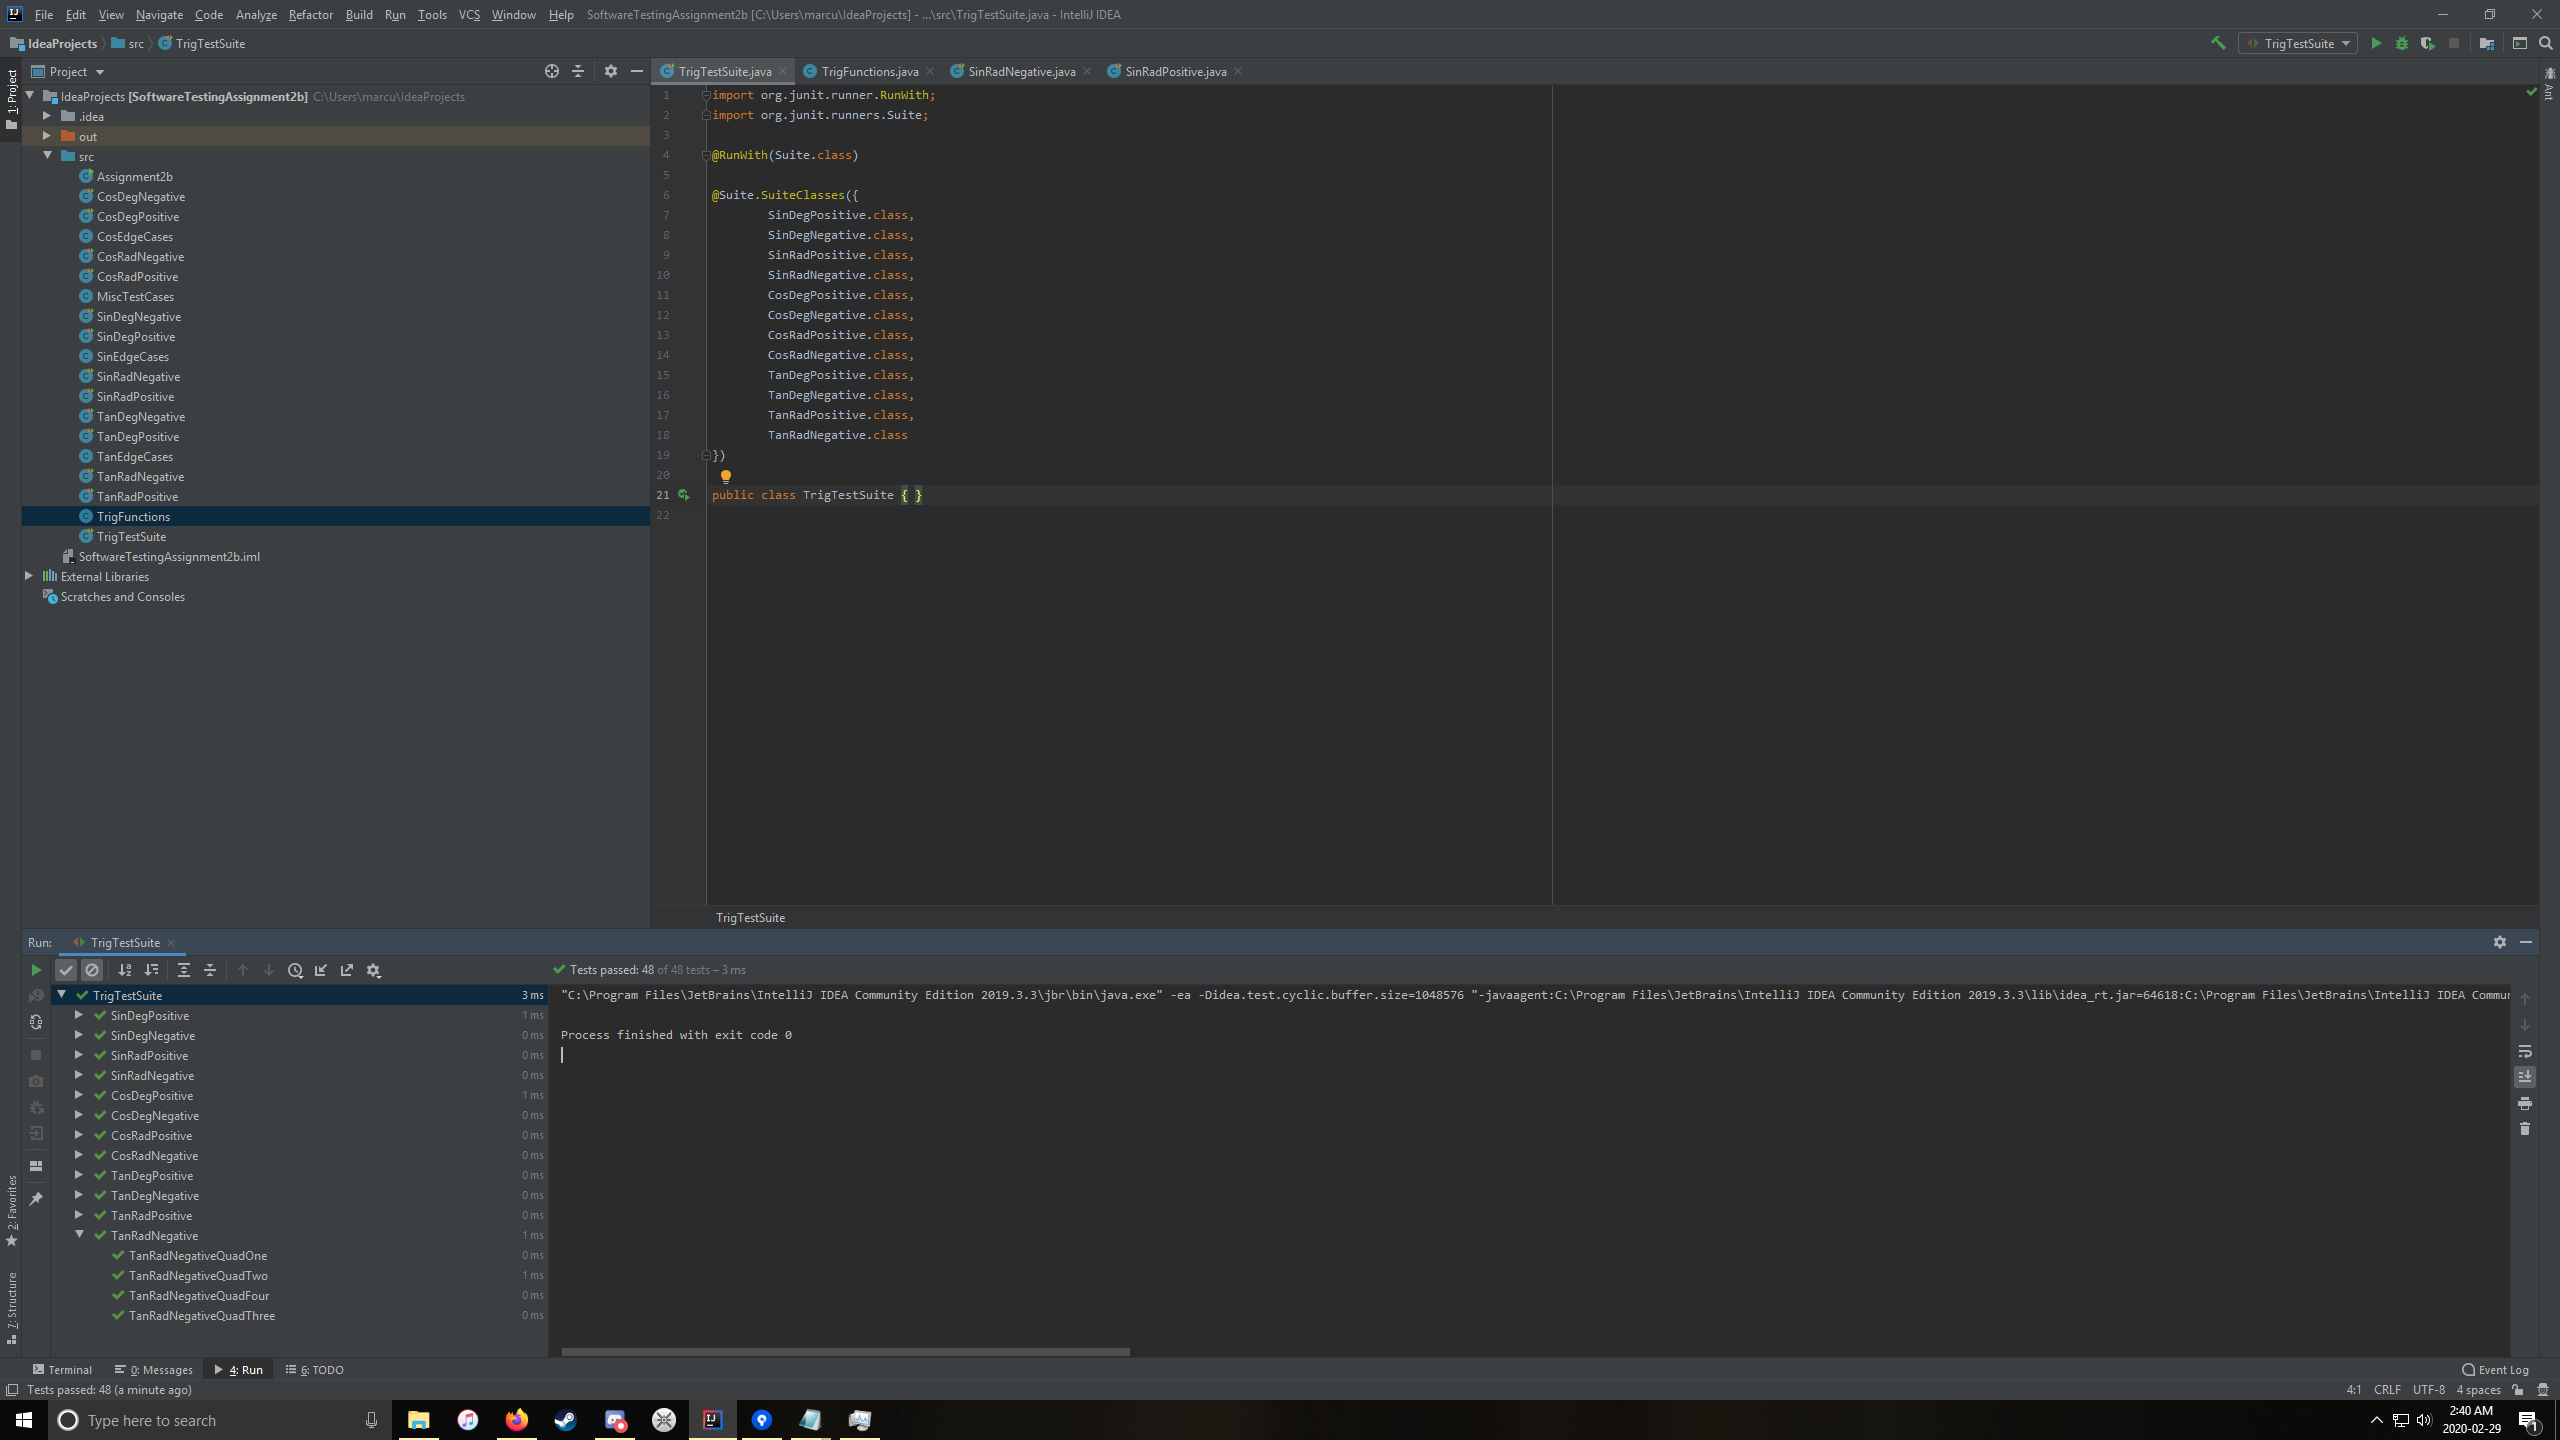 File Edit View Navigate Code Analyze Refactor Build Run Tools VCS Window Help SoftwareTestingAssignment2b [C:\Users\marcu\IdeaProjects] - ...\src\TrigTestSuite.java - IntelliJ IDEA
IdeaProjects src TrigTestSuite
TrigTestSuite
1: Project
Project
TrigTestSuite.java TrigFunctions.java SinRadNegative.java SinRadPositive.java
Ant
IdeaProjects [SoftwareTestingAssignment2b] C:\Users\marcu\IdeaProjects
.idea
out
src
Assignment2b
CosDegNegative
CosDegPositive
CosEdgeCases
CosRadNegative
CosRadPositive
MiscTestCases
SinDegNegative
SinDegPositive
SinEdgeCases
SinRadNegative
SinRadPositive
TanDegNegative
TanDegPositive
TanEdgeCases
TanRadNegative
TanRadPositive
TrigFunctions
TrigTestSuite
SoftwareTestingAssignment2b.iml
External Libraries
Scratches and Consoles
1 import org.junit.runner.RunWith;
2 import org.junit.runners.Suite;
3
4 @RunWith(Suite.class)
5
6 @Suite.SuiteClasses({
7 SinDegPositive.class,
8 SinDegNegative.class,
9 SinRadPositive.class,
10 SinRadNegative.class,
11 CosDegPositive.class,
12 CosDegNegative.class,
13 CosRadPositive.class,
14 CosRadNegative.class,
15 TanDegPositive.class,
16 TanDegNegative.class,
17 TanRadPositive.class,
18 TanRadNegative.class
19 })
20
21 public class TrigTestSuite { }
22
TrigTestSuite
Run: TrigTestSuite
Tests passed: 48 of 48 tests – 3 ms
TrigTestSuite 3 ms
SinDegPositive 1 ms
SinDegNegative 0 ms
SinRadPositive 0 ms
SinRadNegative 0 ms
CosDegPositive 1 ms
CosDegNegative 0 ms
CosRadPositive 0 ms
CosRadNegative 0 ms
TanDegPositive 0 ms
TanDegNegative 0 ms
TanRadPositive 0 ms
TanRadNegative 1 ms
TanRadNegativeQuadOne 0 ms
TanRadNegativeQuadTwo 1 ms
TanRadNegativeQuadFour 0 ms
TanRadNegativeQuadThree 0 ms
"C:\Program Files\JetBrains\IntelliJ IDEA Community Edition 2019.3.3\jbr\bin\java.exe" -ea -Didea.test.cyclic.buffer.size=1048576 "-javaagent:C:\Program Files\JetBrains\IntelliJ IDEA Community Edition 2019.3.3\lib\idea_rt.jar=64618:C:\Program Files\JetBrains\IntelliJ IDEA Commu
Process finished with exit code 0
2: Favorites
7: Structure
Terminal 0: Messages 4: Run 6: TODO Event Log
Tests passed: 48 (a minute ago) 4:1 CRLF UTF-8 4 spaces
Type here to search
2:40 AM
2020-02-29
1